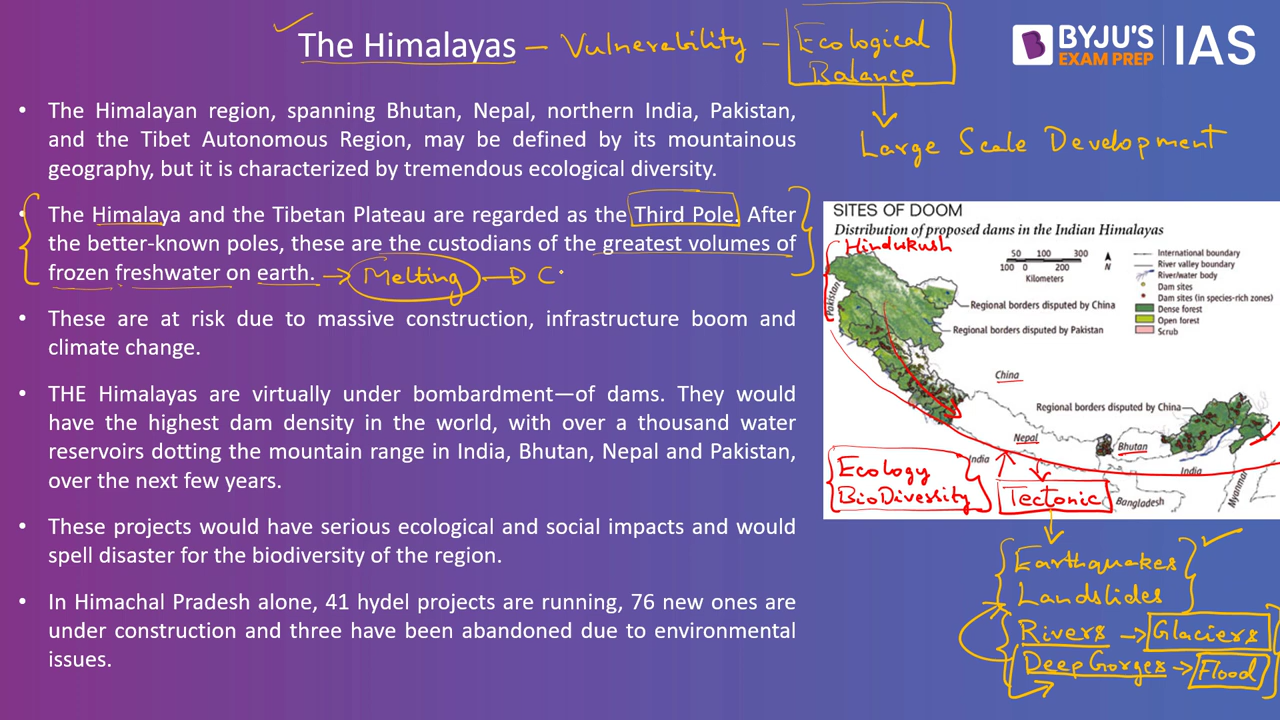 The Himalayas – Vulnerability – Ecological
Balance
Large Scale Development
BYJU'S
EXAM PREP
IAS
• The Himalayan region, spanning Bhutan, Nepal, northern India, Pakistan,
and the Tibet Autonomous Region, may be defined by its mountainous
geography, but it is characterized by tremendous ecological diversity.
• The Himalaya and the Tibetan Plateau are regarded as the Third Pole. After
the better-known poles, these are the custodians of the greatest volumes of
frozen freshwater on earth. → Melting → C
• These are at risk due to massive construction, infrastructure boom and
climate change.
• THE Himalayas are virtually under bombardment—of dams. They would
have the highest dam density in the world, with over a thousand water
reservoirs dotting the mountain range in India, Bhutan, Nepal and Pakistan,
over the next few years.
• These projects would have serious ecological and social impacts and would
spell disaster for the biodiversity of the region.
• In Himachal Pradesh alone, 41 hydel projects are running, 76 new ones are
under construction and three have been abandoned due to environmental
issues.
SITES OF DOOM
Distribution of proposed dams in the Indian Himalayas
Hindukush
50 100 300
100 0 200
Kilometers
N
International boundary
River valley boundary
River/water body
Dam sites
Dam sites (in species-rich zones)
Dense forest
Open forest
Scrub
Pakistan
Regional borders disputed by China
Regional borders disputed by Pakistan
China
Regional borders disputed by China
Nepal
Bhutan
India
India
Bangladesh
Myanmar
Ecology
BioDiversity
Tectonic
Earthquakes
Landslides
Rivers → Glaciers
Deep Gorges → Flood